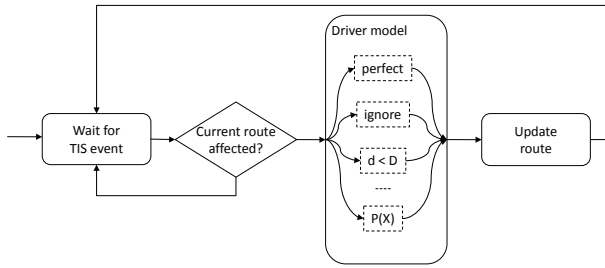 Driver model
perfect
ignore
d < D
----
P(X)
Wait for
TIS event
Current route
affected?
Update
route